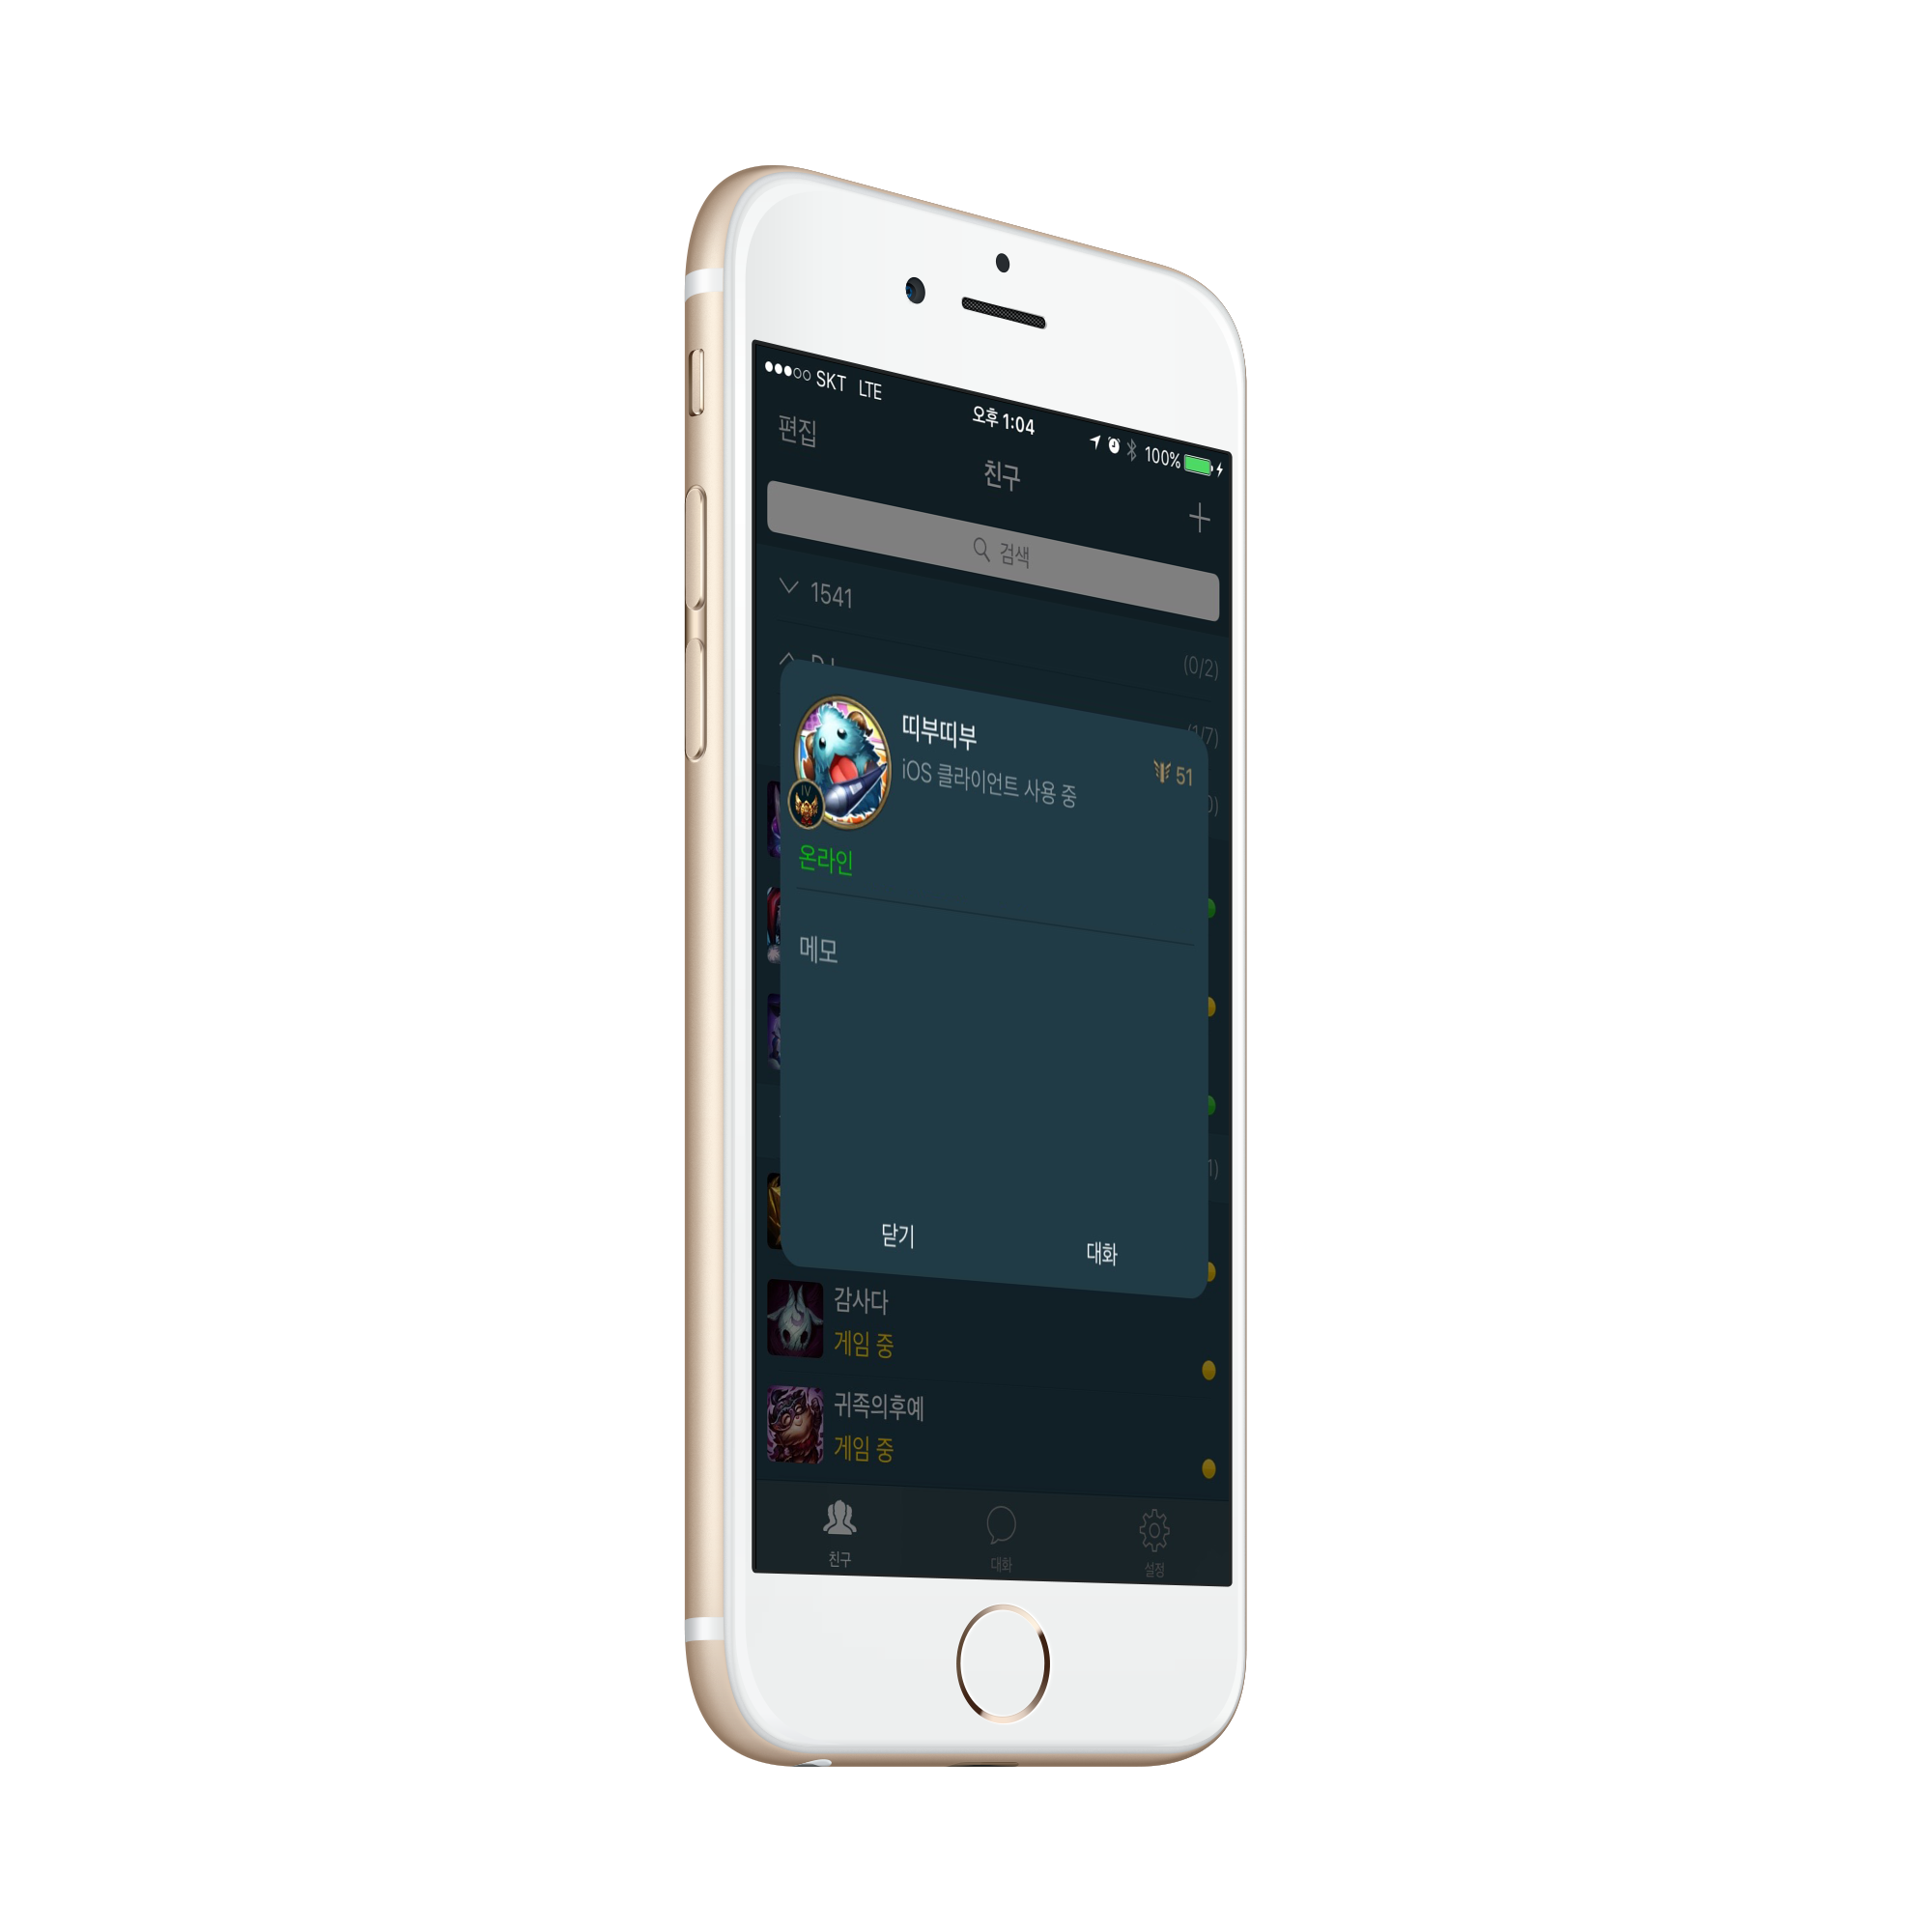 SKT LTE
오후 1:04
100%
편집
친구
검색
1541
(0/2)
띠부띠부
iOS 클라이언트 사용 중
51
IV
온라인
메모
닫기
대화
감사다
게임 중
귀족의후예
게임 중
친구
대화
설정